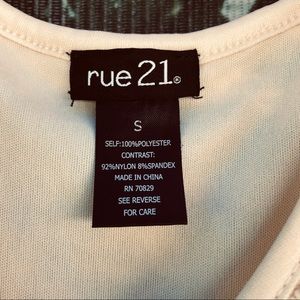 rue21®
S
SELF:100%POLYESTER
CONTRAST:
92%NYLON 8%SPANDEX
MADE IN CHINA
RN 70829
SEE REVERSE
FOR CARE